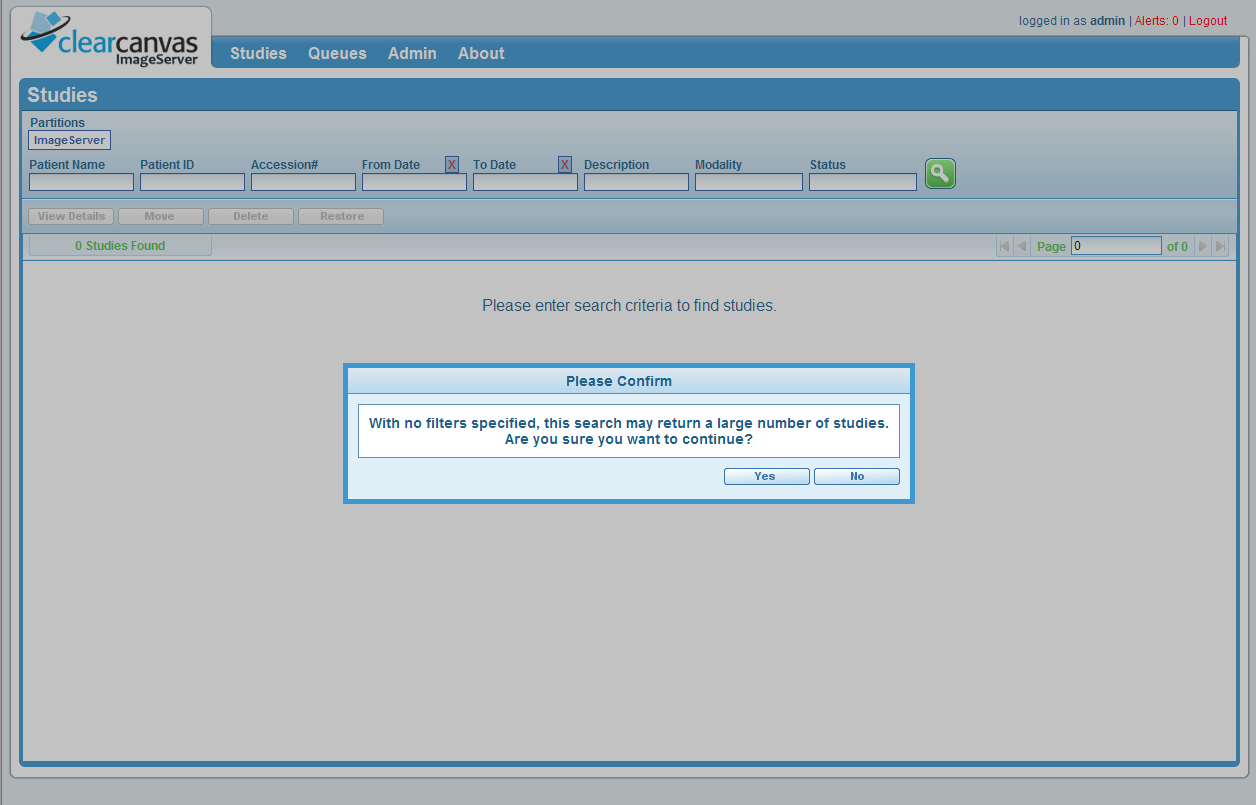 clearcanvas
ImageServer
logged in as admin | Alerts: 0 | Logout
Studies Queues Admin About
Studies
Partitions
ImageServer
Patient Name Patient ID Accession# From Date X To Date X Description Modality Status
View Details Move Delete Restore
0 Studies Found Page 0 of 0
Please enter search criteria to find studies.
Please Confirm
With no filters specified, this search may return a large number of studies.
Are you sure you want to continue?
Yes No